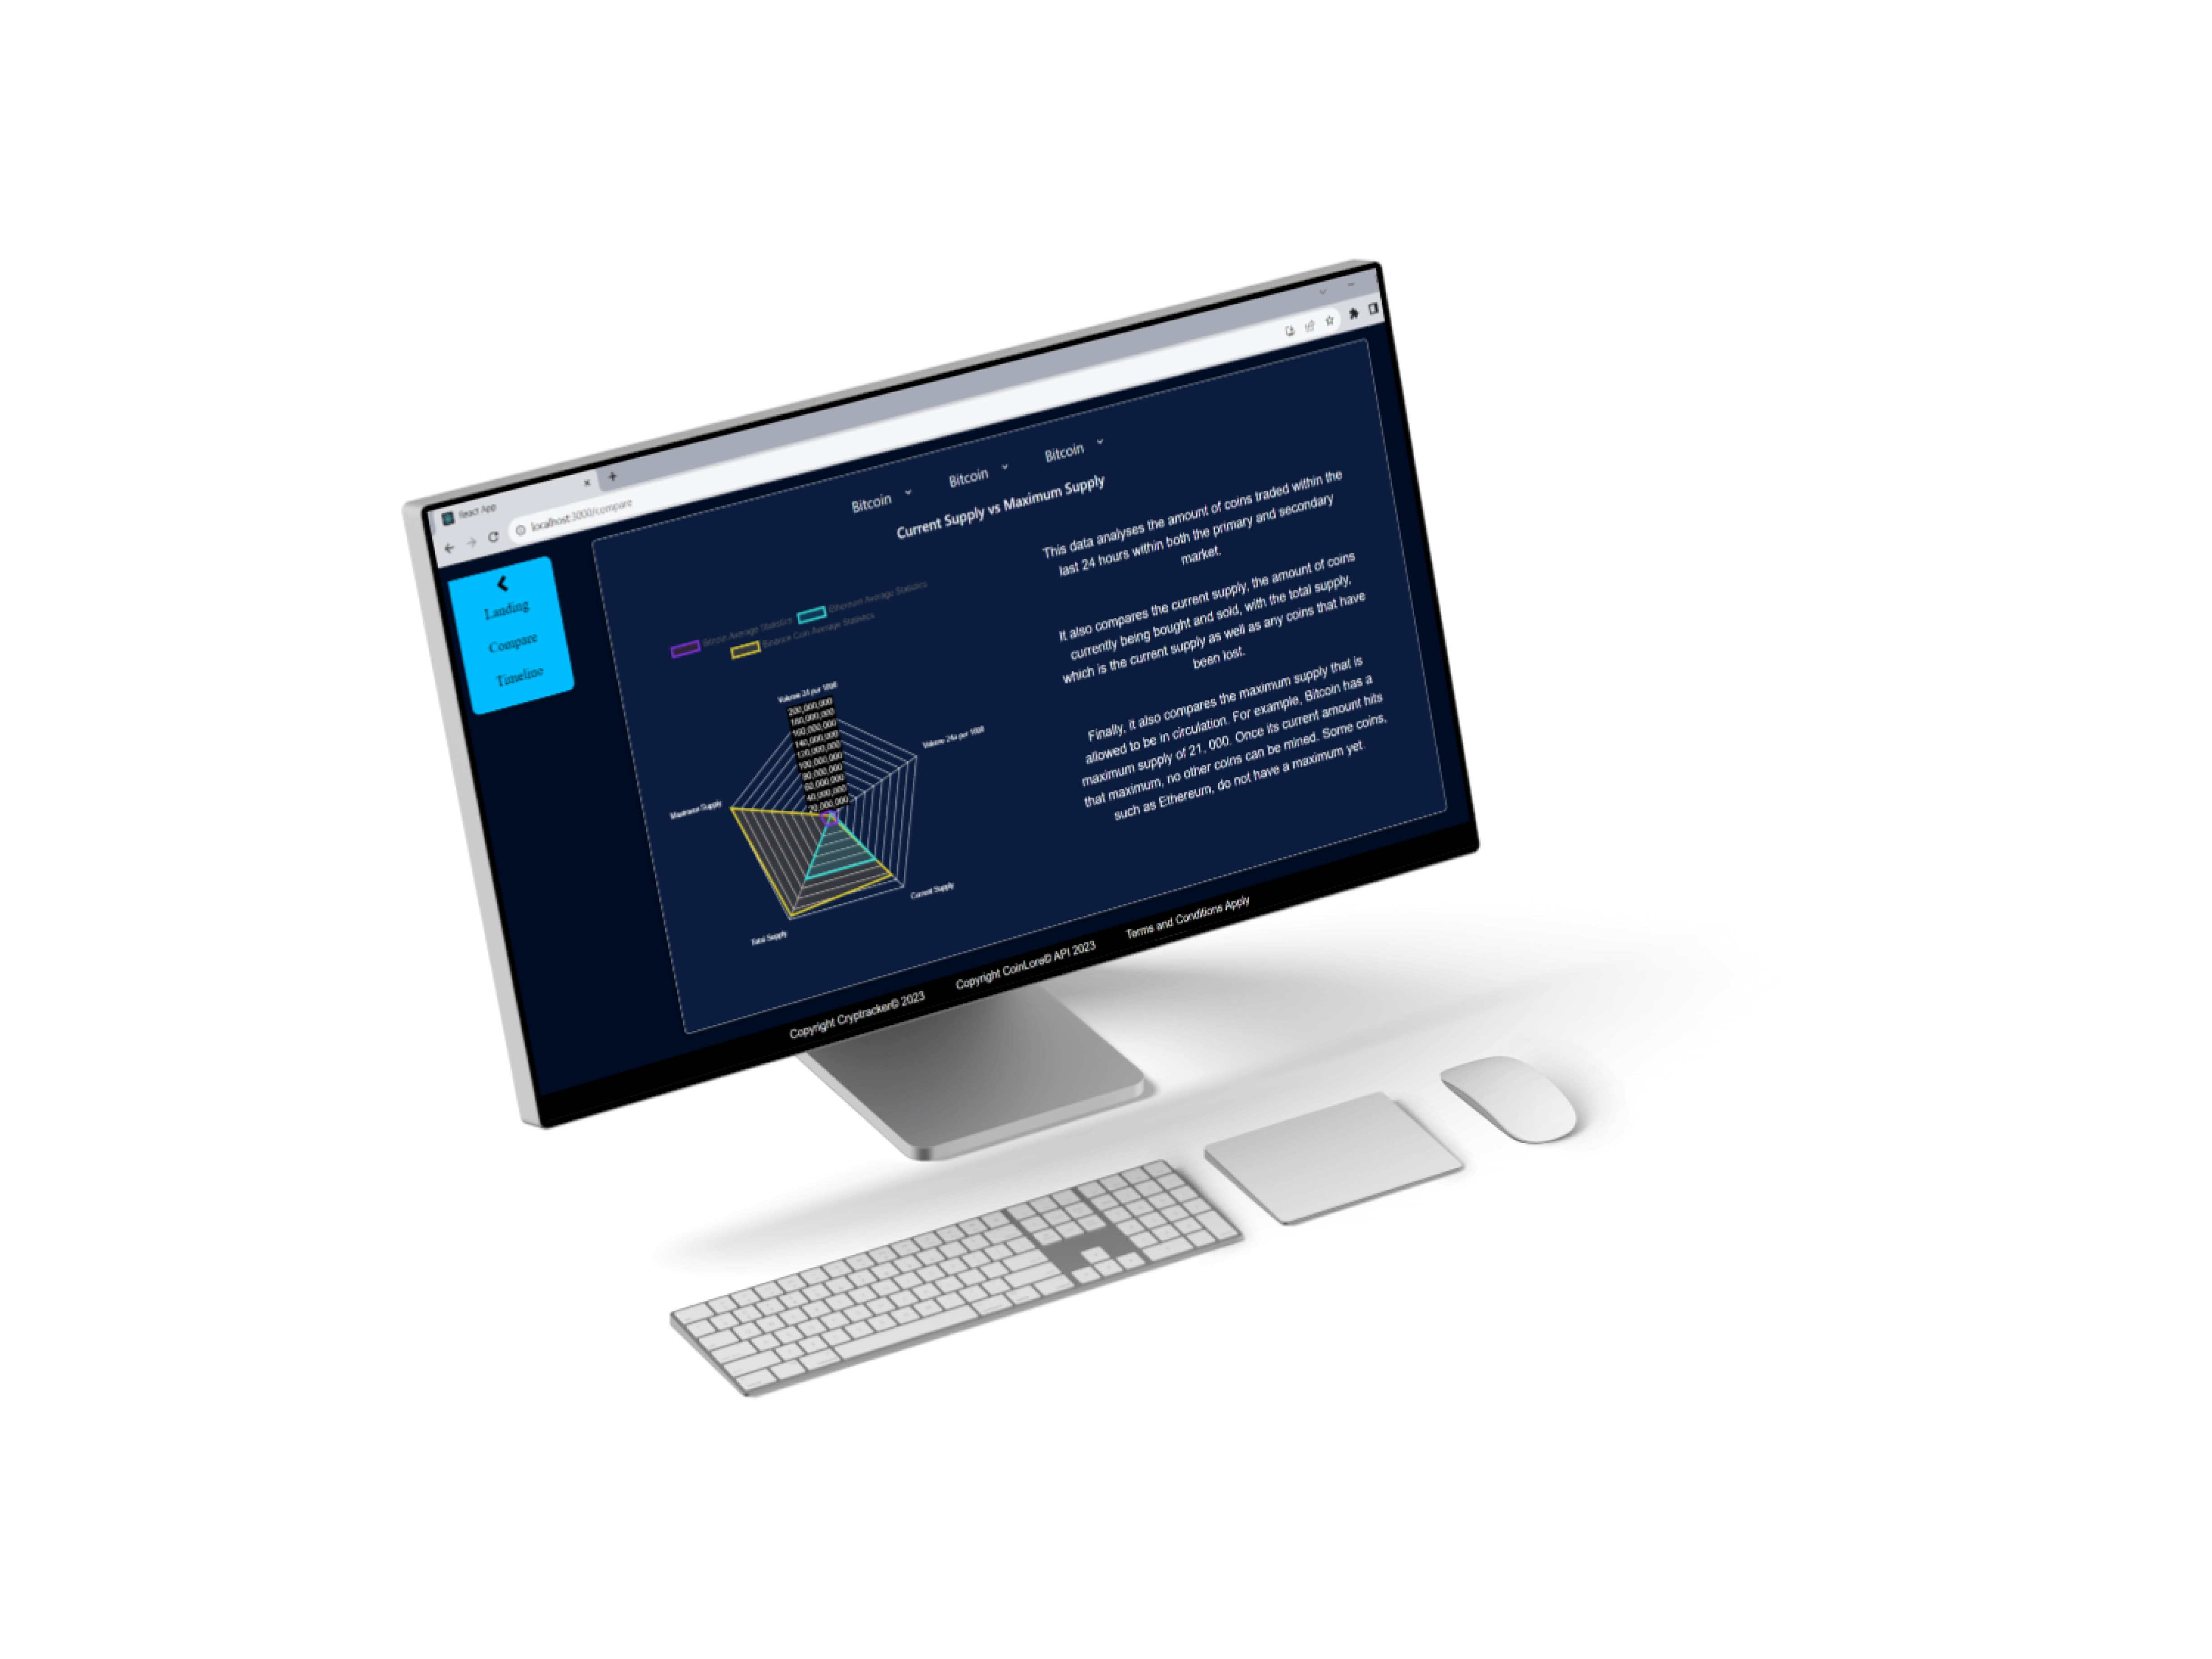 React App
localhost:3000/compare
Landing
Compare
Timeline
Bitcoin
Bitcoin
Bitcoin
Current Supply vs Maximum Supply
Bitcoin Average Statistics
Ethereum Average Statistics
Binance Coin Average Statistics
Volume 24 per 1000
200,000,000
180,000,000
160,000,000
140,000,000
120,000,000
100,000,000
80,000,000
60,000,000
40,000,000
20,000,000
Volume 24a per 1000
Maximum Supply
Current Supply
Total Supply
This data analyses the amount of coins traded within the
last 24 hours within both the primary and secondary
market.
It also compares the current supply, the amount of coins
currently being bought and sold, with the total supply,
which is the current supply as well as any coins that have
been lost.
Finally, it also compares the maximum supply that is
allowed to be in circulation. For example, Bitcoin has a
maximum supply of 21, 000. Once its current amount hits
that maximum, no other coins can be mined. Some coins,
such as Ethereum, do not have a maximum yet.
Copyright Cryptracker© 2023
Copyright CoinLore© API 2023
Terms and Conditions Apply